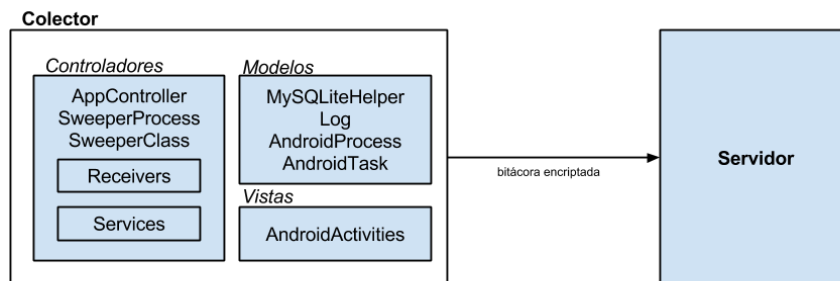 Colector
Controladores
AppController
SweeperProcess
SweeperClass
Receivers
Services
Modelos
MySQLiteHelper
Log
AndroidProcess
AndroidTask
Vistas
AndroidActivities
bitácora encriptada
Servidor